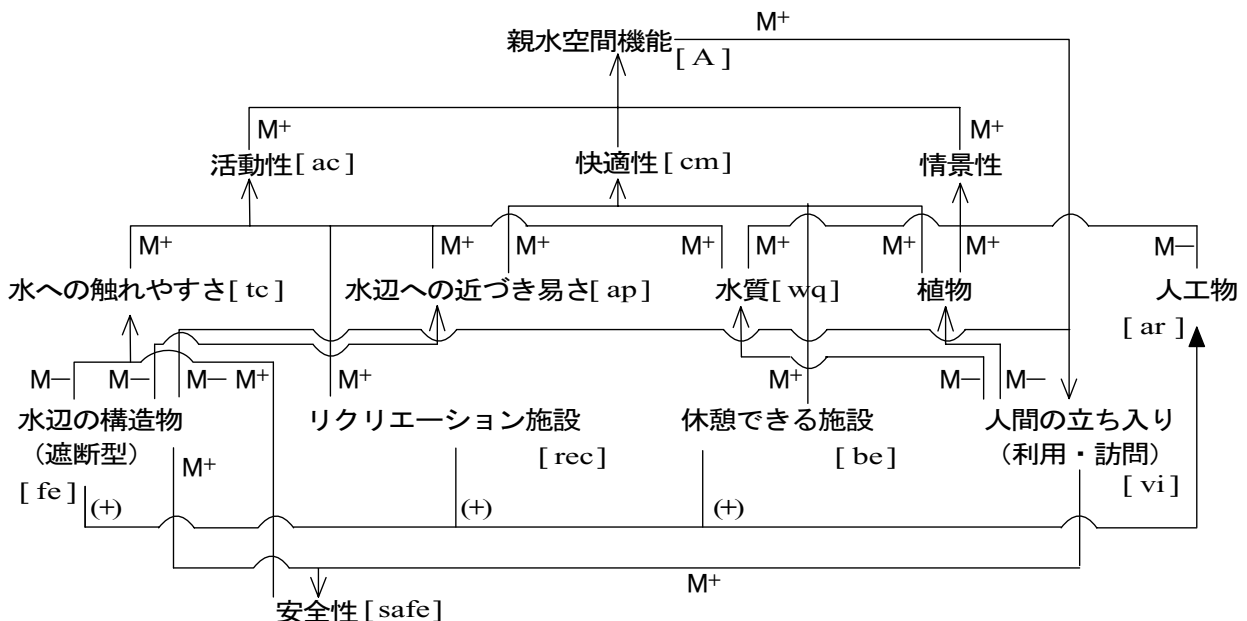 M+
親水空間機能
[ A ]
M+
M+
活動性[ ac ]
快適性[ cm ]
情景性
M+
M+
M+
M+
M+
M+
M+
M−
水への触れやすさ[ tc ]
水辺への近づき易さ[ ap ]
水質[ wq ]
植物
人工物
[ ar ]
M−
M−
M−
M+
M+
M+
M−
M−
水辺の構造物
リクリエーション施設
休憩できる施設
人間の立ち入り
（遮断型）
M+
[ rec ]
[ be ]
（利用・訪問）
[ fe ]
[ vi ]
(+)
(+)
(+)
M+
安全性[ safe ]